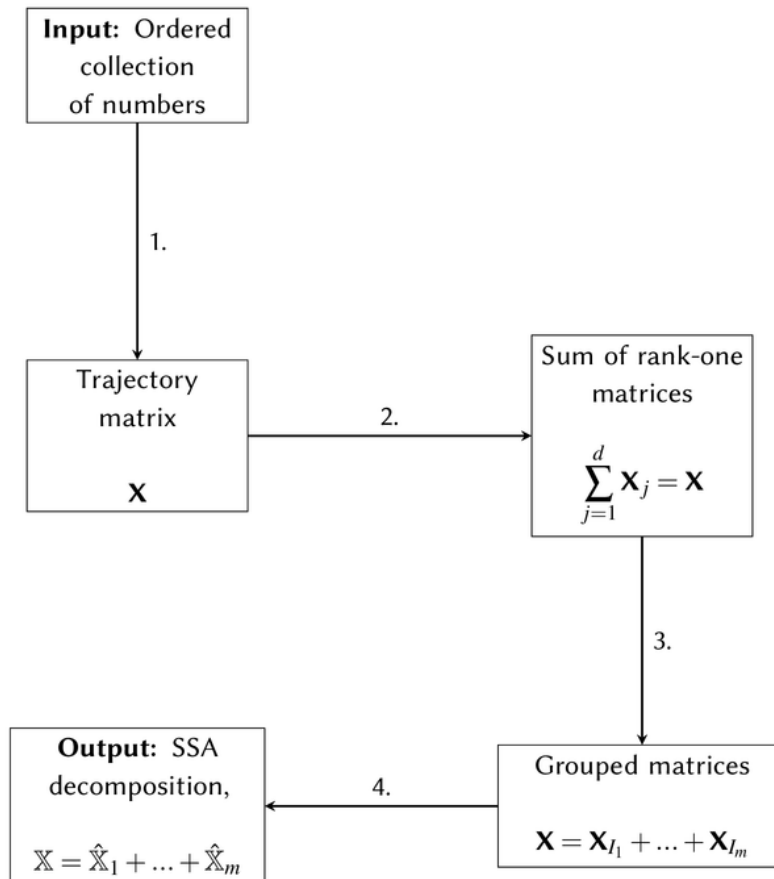 Input: Ordered
collection
of numbers
1.
Trajectory
matrix
𝐗
2.
Sum of rank-one
matrices
d
∑ 𝐗_j = 𝐗
j=1
3.
Grouped matrices
𝐗 = 𝐗_{I_1} + ... + 𝐗_{I_m}
4.
Output: SSA
decomposition,
𝕏 = 𝕏̂_1 + ... + 𝕏̂_m